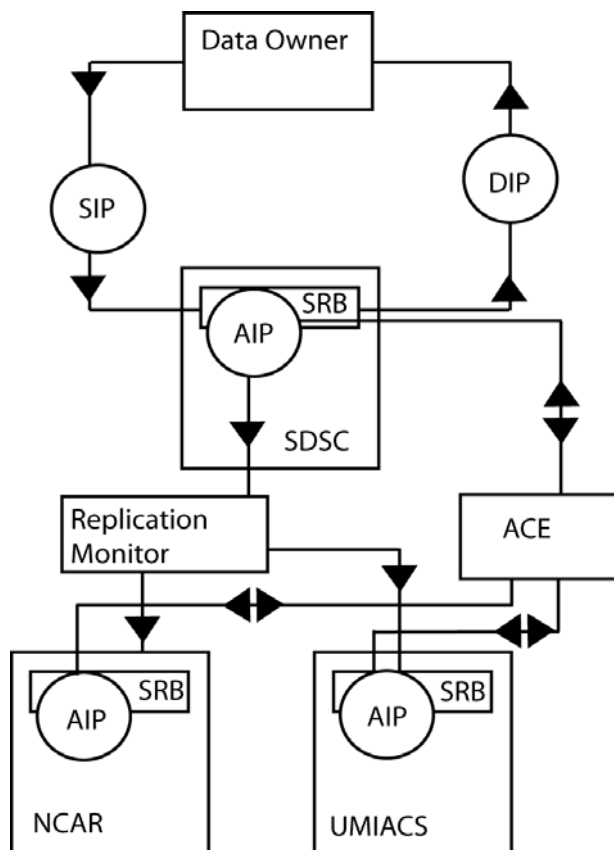 Data Owner
SIP
DIP
SRB
AIP
SDSC
Replication
Monitor
ACE
SRB
AIP
NCAR
SRB
AIP
UMIACS